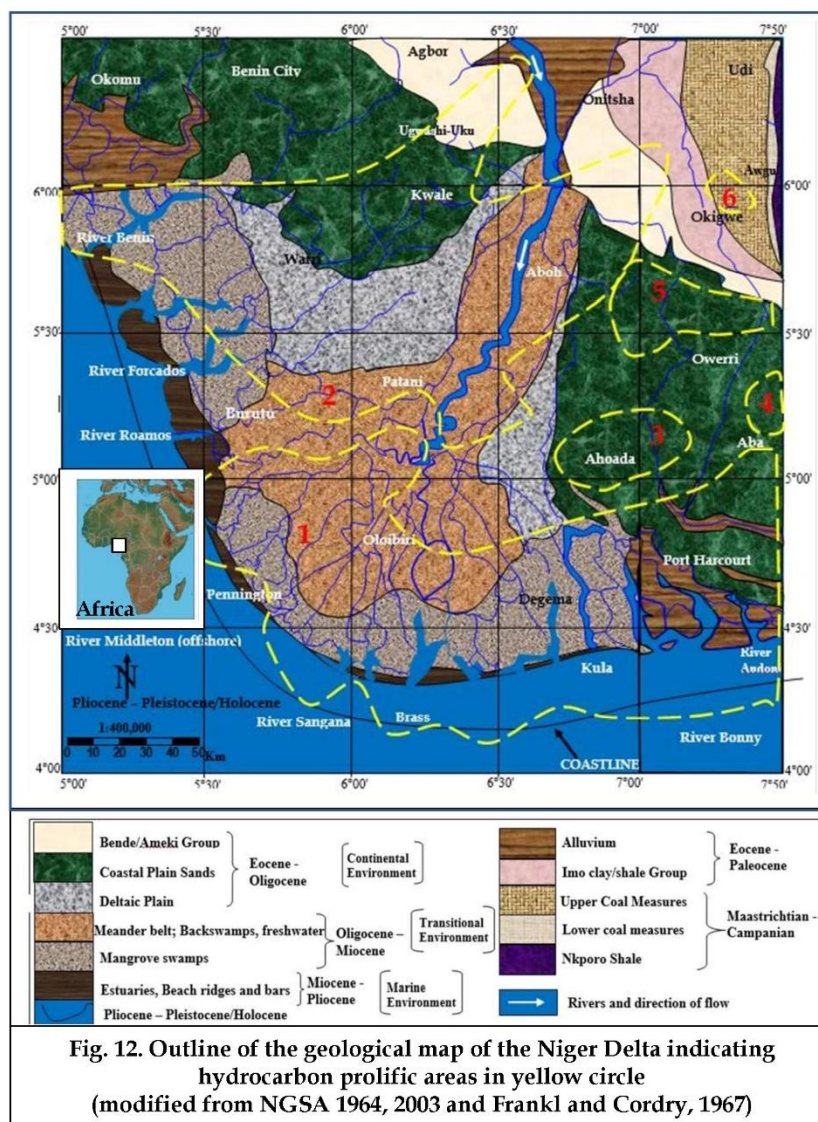 Okomu
Benin City
Agbor
Onitsha
Udi
Ugwashi-Uku
Awgu
Kwale
6
Okigwe
River Benin
Warri
Aboh
5
Owerri
River Forcados
Patani
2
4
Burutu
River Roamos
3
Aba
Ahoada
1
Oloibiri
Port Harcourt
Africa
Pennington
Degema
River Middleton (offshore)
N
Kula
River
Pliocene – Pleistocene/Holocene
1:400,000
River Sangana
Brass
River Bonny
0 10 20 30 40 50Km
COASTLINE
5°00' 5°30' 6°00' 6°30' 7°00' 7°50'
6°00' 6°00'
5°30' 5°30'
5°00' 5°00'
4°30' 4°30'
4°00' 4°00'
5°00' 5°30' 6°00' 6°30' 7°00' 7°50'
Bende/Ameki Group
Coastal Plain Sands
Deltaic Plain
Eocene - Oligocene
Continental Environment
Meander belt; Backswamps, freshwater
Mangrove swamps
Oligocene – Miocene
Transitional Environment
Estuaries, Beach ridges and bars
Pliocene – Pleistocene/Holocene
Miocene - Pliocene
Marine Environment
Alluvium
Imo clay/shale Group
Eocene - Paleocene
Upper Coal Measures
Lower coal measures
Nkporo Shale
Maastrichtian - Campanian
Rivers and direction of flow
Fig. 12. Outline of the geological map of the Niger Delta indicating
hydrocarbon prolific areas in yellow circle
(modified from NGSA 1964, 2003 and Frankl and Cordry, 1967)